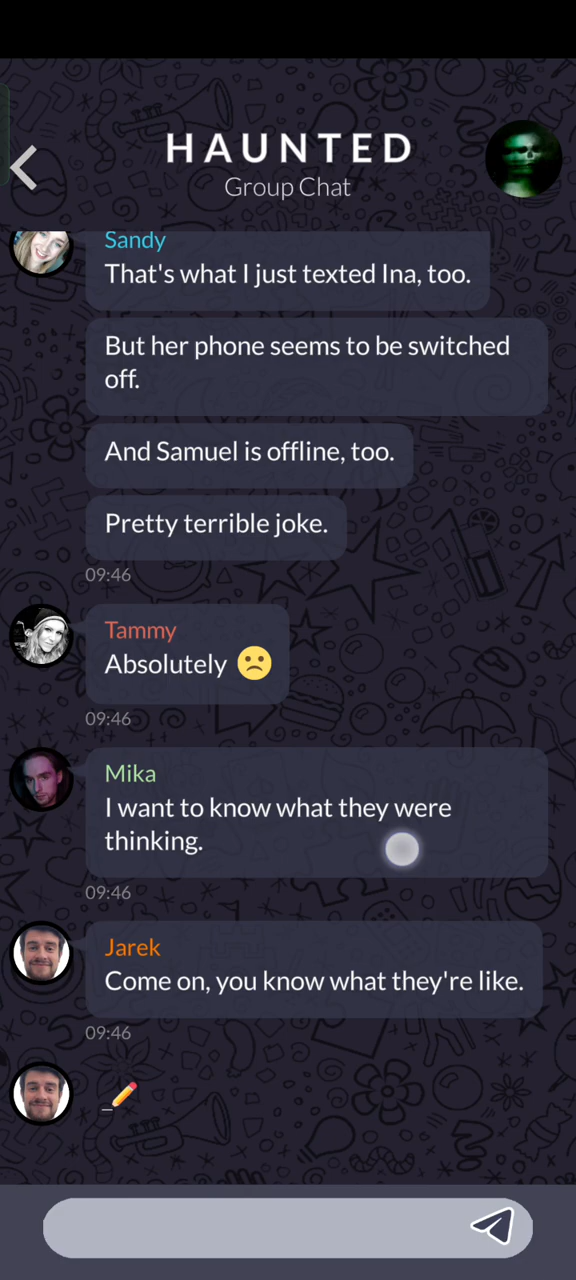 HAUNTED
Group Chat
Sandy
That's what I just texted Ina, too.
But her phone seems to be switched
off.
And Samuel is offline, too.
Pretty terrible joke.
09:46
Tammy
Absolutely 🙁
09:46
Mika
I want to know what they were
thinking.
09:46
Jarek
Come on, you know what they're like.
09:46